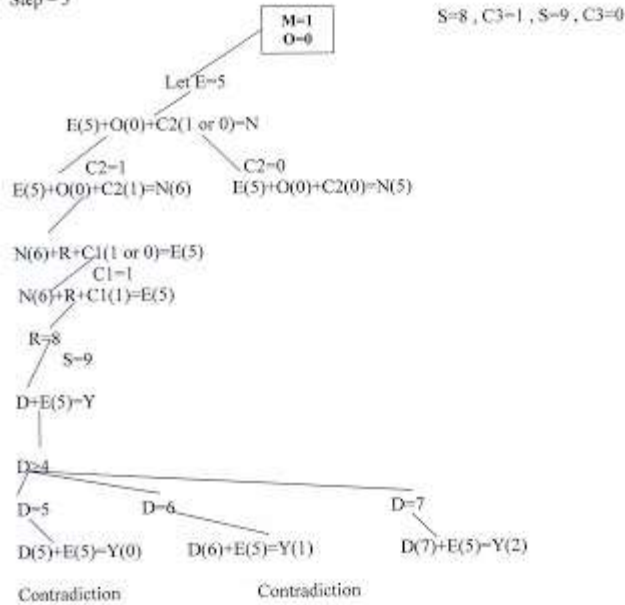 Step - 5
M=1
O=0
S=8 , C3=1 , S=9 , C3=0
Let E=5
E(5)+O(0)+C2(1 or 0)=N
C2=1
C2=0
E(5)+O(0)+C2(1)=N(6)
E(5)+O(0)+C2(0)=N(5)
N(6)+R+C1(1 or 0)=E(5)
C1=1
N(6)+R+C1(1)=E(5)
R=8
S=9
D+E(5)=Y
D>4
D=5
D=6
D=7
D(5)+E(5)=Y(0)
D(6)+E(5)=Y(1)
D(7)+E(5)=Y(2)
Contradiction
Contradiction